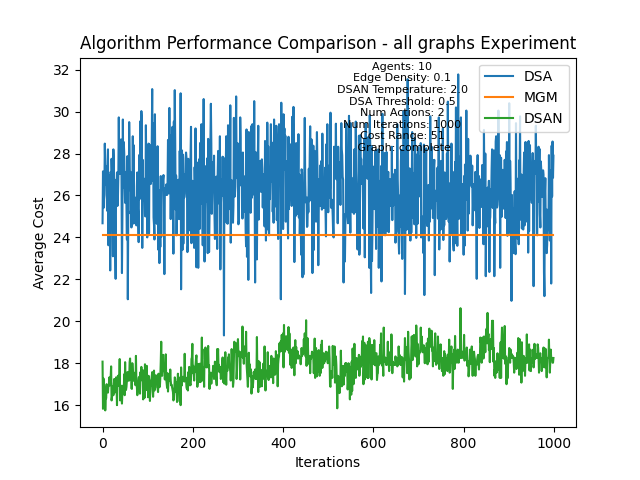 Algorithm Performance Comparison - all graphs Experiment
Agents: 10
Edge Density: 0.1
DSAN Temperature: 2.0
DSA Threshold: 0.5
Num Actions: 2
Num Iterations: 1000
Cost Range: 51
Graph: complete
DSA
MGM
DSAN
32
30
28
26
24
22
20
18
16
Average Cost
0
200
400
600
800
1000
Iterations